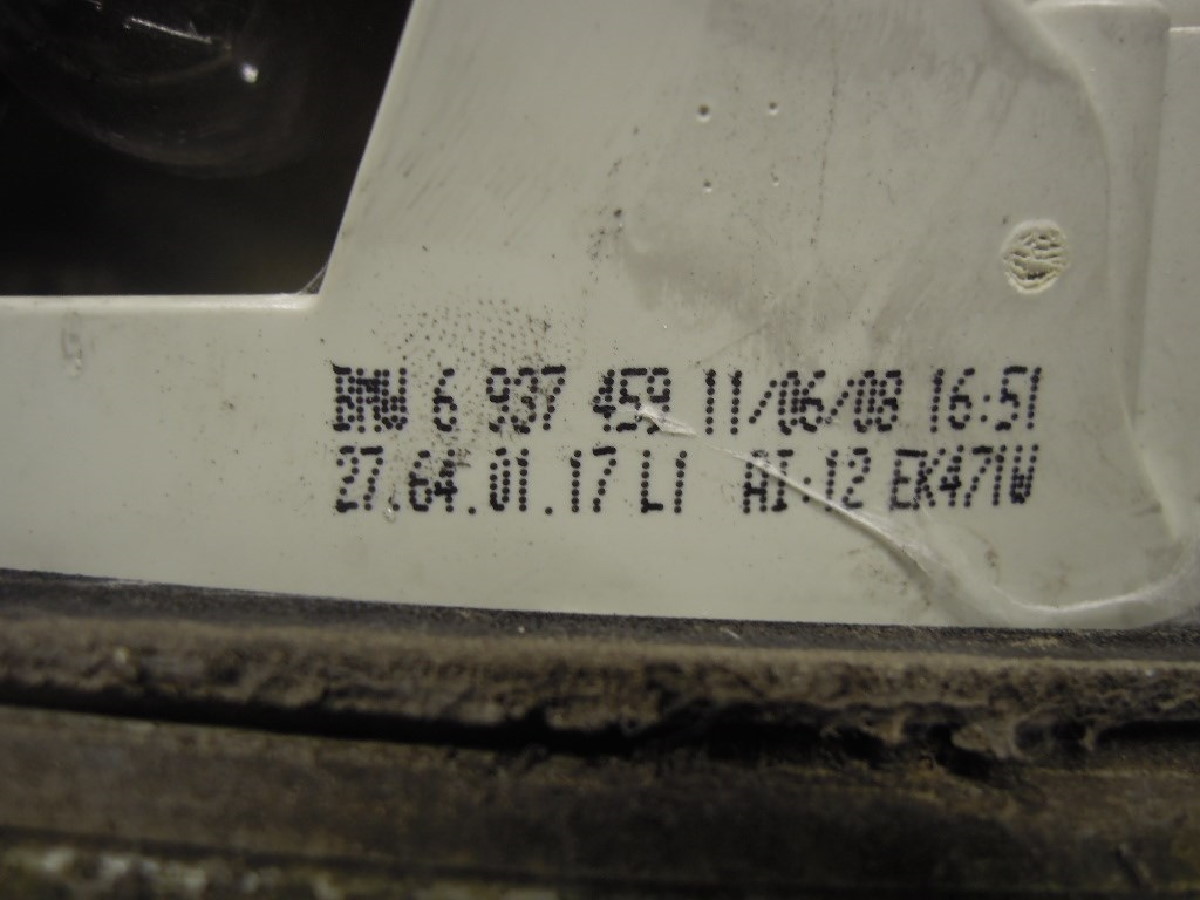 BMW 6 937 459 11/06/08 16:51
27.64.01.17 L1 AI:12 EK471W